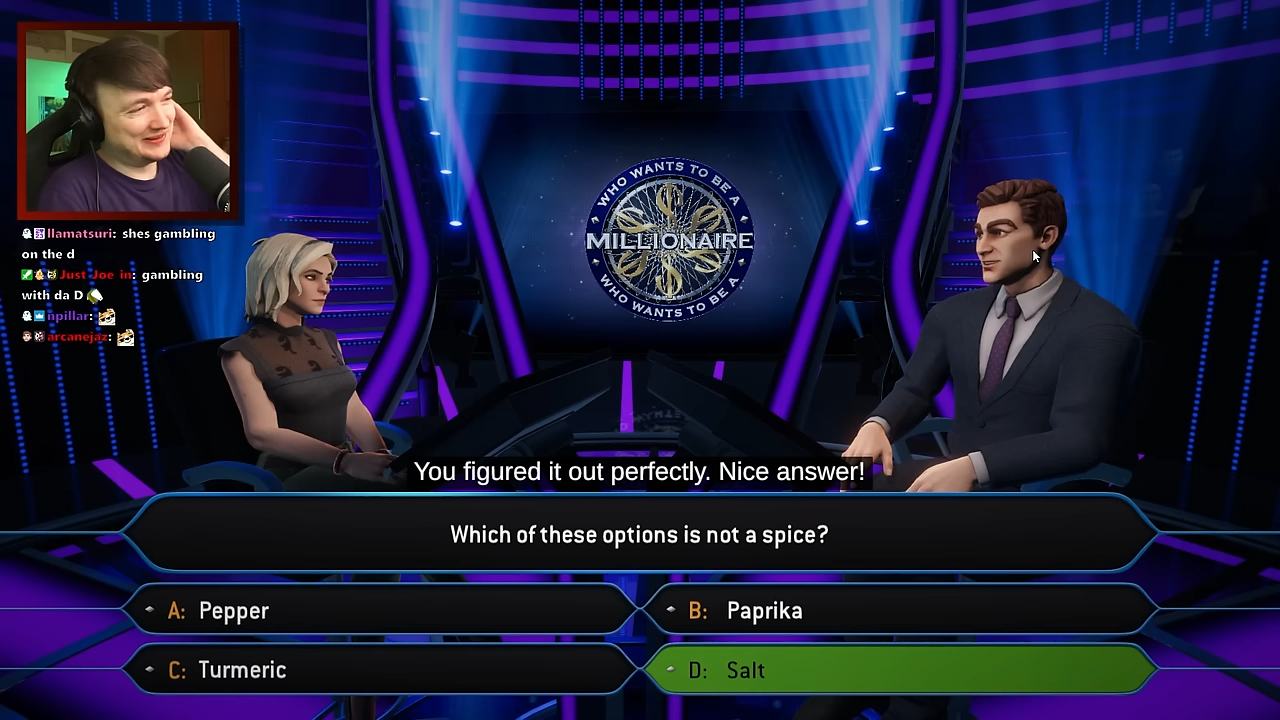 WHO WANTS TO BE A
MILLIONAIRE
WHO WANTS TO BE A
llamatsuri: shes gambling
on the d
Just Joe in: gambling
with da D
npillar:
arcanejaz:
You figured it out perfectly. Nice answer!
Which of these options is not a spice?
A: Pepper
B: Paprika
C: Turmeric
D: Salt